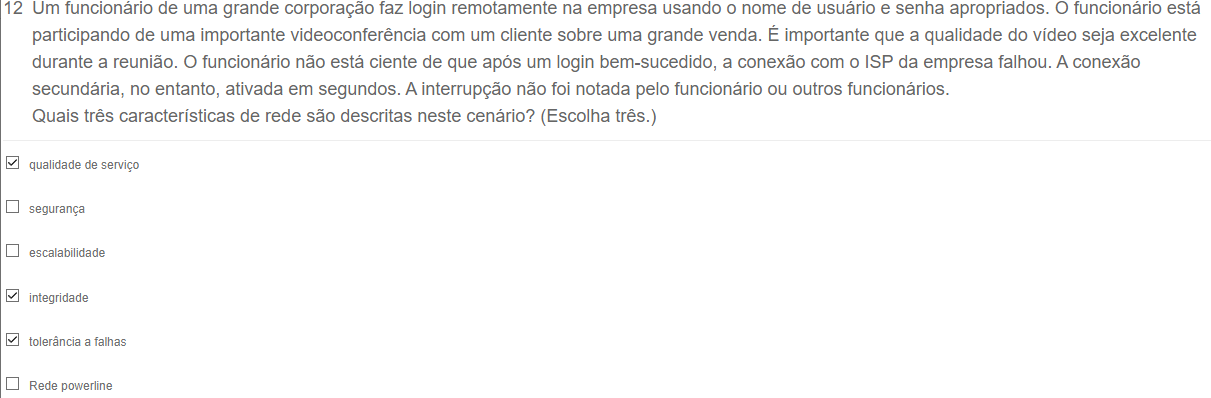 12 Um funcionário de uma grande corporação faz login remotamente na empresa usando o nome de usuário e senha apropriados. O funcionário está
participando de uma importante videoconferência com um cliente sobre uma grande venda. É importante que a qualidade do vídeo seja excelente
durante a reunião. O funcionário não está ciente de que após um login bem-sucedido, a conexão com o ISP da empresa falhou. A conexão
secundária, no entanto, ativada em segundos. A interrupção não foi notada pelo funcionário ou outros funcionários.
Quais três características de rede são descritas neste cenário? (Escolha três.)
qualidade de serviço
segurança
escalabilidade
integridade
tolerância a falhas
Rede powerline